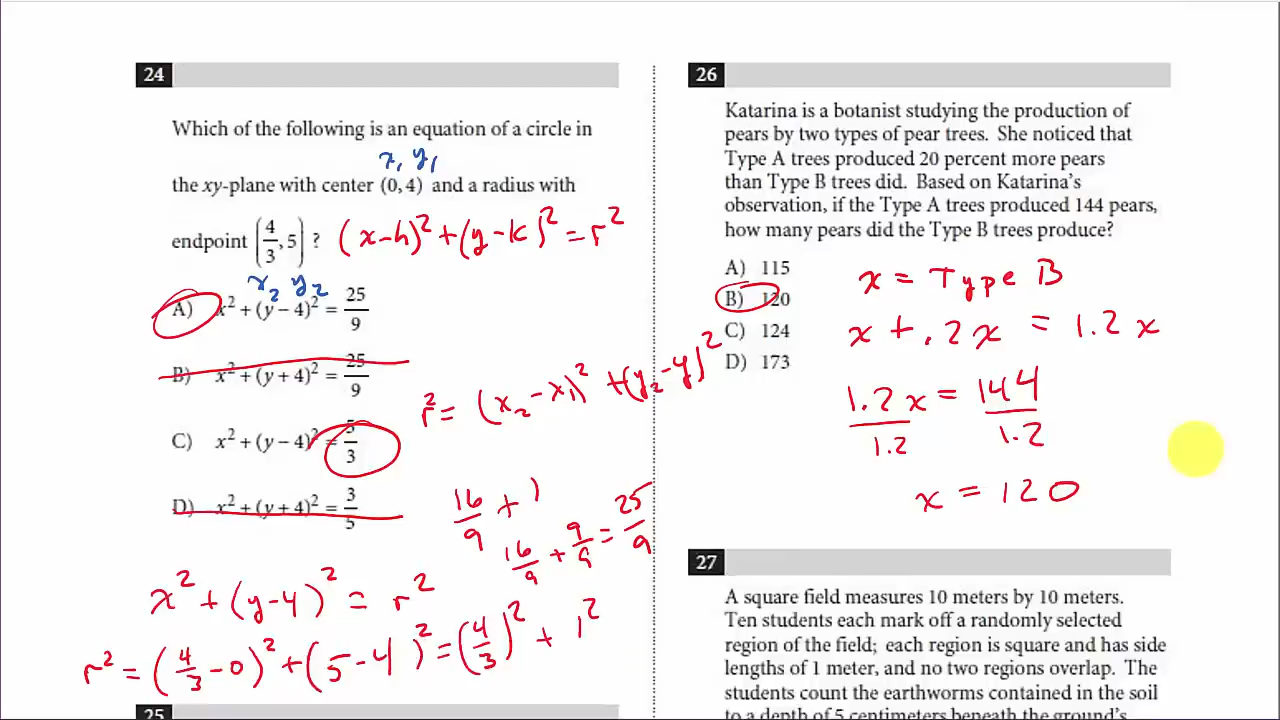 24
Which of the following is an equation of a circle in
x, y₁
the xy-plane with center (0, 4) and a radius with
endpoint (4/3, 5) ? (x-h)² + (y-k)² = r²
x₂ y₂
A) x² + (y − 4)² = 25/9
B) x² + (y + 4)² = 25/9
C) x² + (y − 4)² = 5/3
D) x² + (y + 4)² = 3/5
r² = (x₂ - x₁)² + (y₂ - y)²
16/9 + 1
16/9 + 9/9 = 25/9
x² + (y-4)² = r²
r² = (4/3 - 0)² + (5 - 4)² = (4/3)² + 1²
25
26
Katarina is a botanist studying the production of
pears by two types of pear trees. She noticed that
Type A trees produced 20 percent more pears
than Type B trees did. Based on Katarina's
observation, if the Type A trees produced 144 pears,
how many pears did the Type B trees produce?
A) 115
B) 120
C) 124
D) 173
x = Type B
x + .2x = 1.2x
1.2x = 144
1.2 1.2
x = 120
27
A square field measures 10 meters by 10 meters.
Ten students each mark off a randomly selected
region of the field; each region is square and has side
lengths of 1 meter, and no two regions overlap. The
students count the earthworms contained in the soil
to a depth of 5 centimeters beneath the ground's